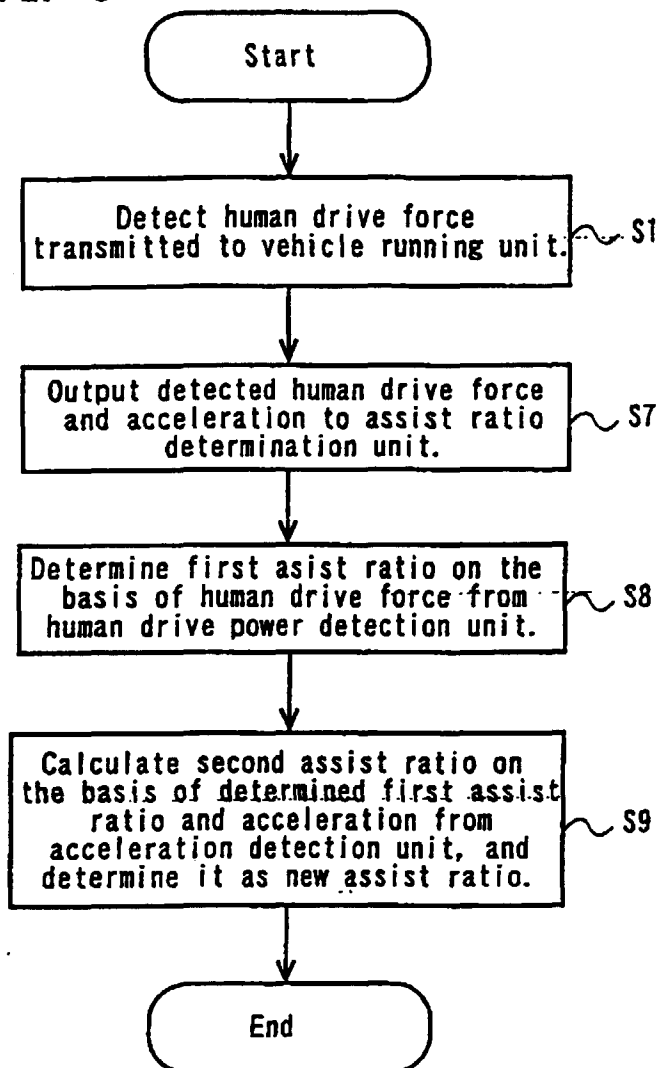 Start
Detect human drive force
transmitted to vehicle running unit.
S1
Output detected human drive force
and acceleration to assist ratio
determination unit.
S7
Determine first asist ratio on the
basis of human drive force from
human drive power detection unit.
S8
Calculate second assist ratio on
the basis of determined first assist
ratio and acceleration from
acceleration detection unit, and
determine it as new assist ratio.
S9
End